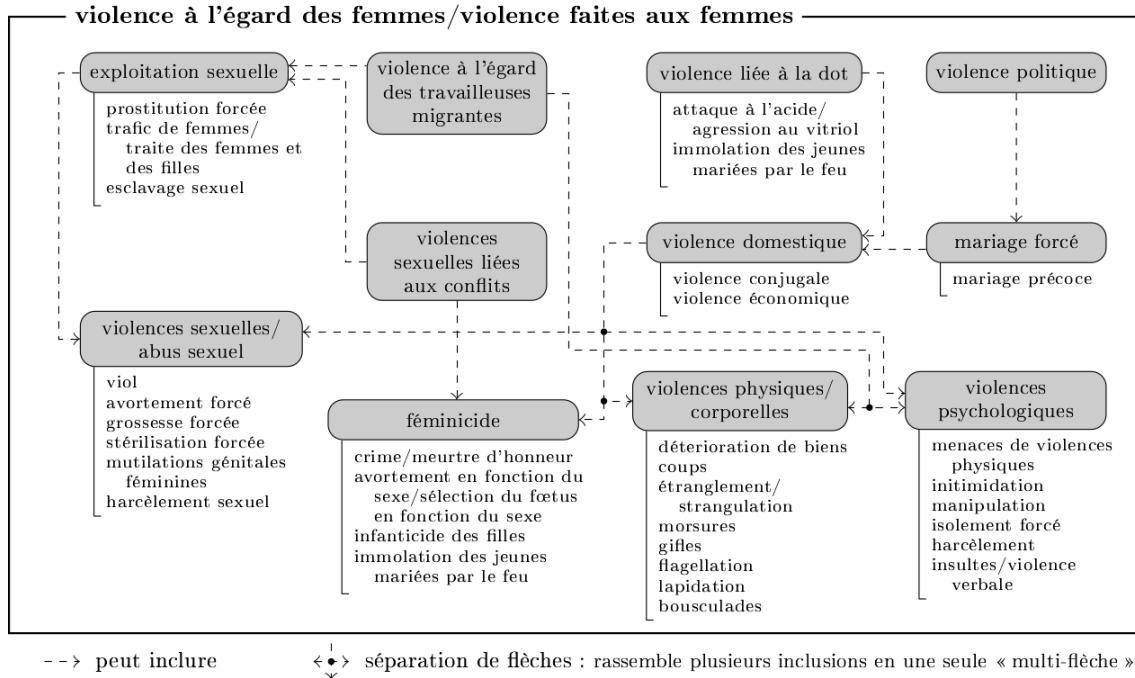 violence à l'égard des femmes/violence faites aux femmes
exploitation sexuelle
prostitution forcée
trafic de femmes/
traite des femmes et
des filles
esclavage sexuel
violence à l'égard
des travailleuses
migrantes
violence liée à la dot
attaque à l'acide/
agression au vitriol
immolation des jeunes
mariées par le feu
violence politique
violences
sexuelles liées
aux conflits
violence domestique
violence conjugale
violence économique
mariage forcé
mariage précoce
violences sexuelles/
abus sexuel
viol
avortement forcé
grossesse forcée
stérilisation forcée
mutilations génitales
féminines
harcèlement sexuel
féminicide
crime/meurtre d'honneur
avortement en fonction du
sexe/sélection du fœtus
en fonction du sexe
infanticide des filles
immolation des jeunes
mariées par le feu
violences physiques/
corporelles
déterioration de biens
coups
étranglement/
strangulation
morsures
gifles
flagellation
lapidation
bousculades
violences
psychologiques
menaces de violences
physiques
initimidation
manipulation
isolement forcé
harcèlement
insultes/violence
verbale
peut inclure
séparation de flèches : rassemble plusieurs inclusions en une seule « multi-flèche »